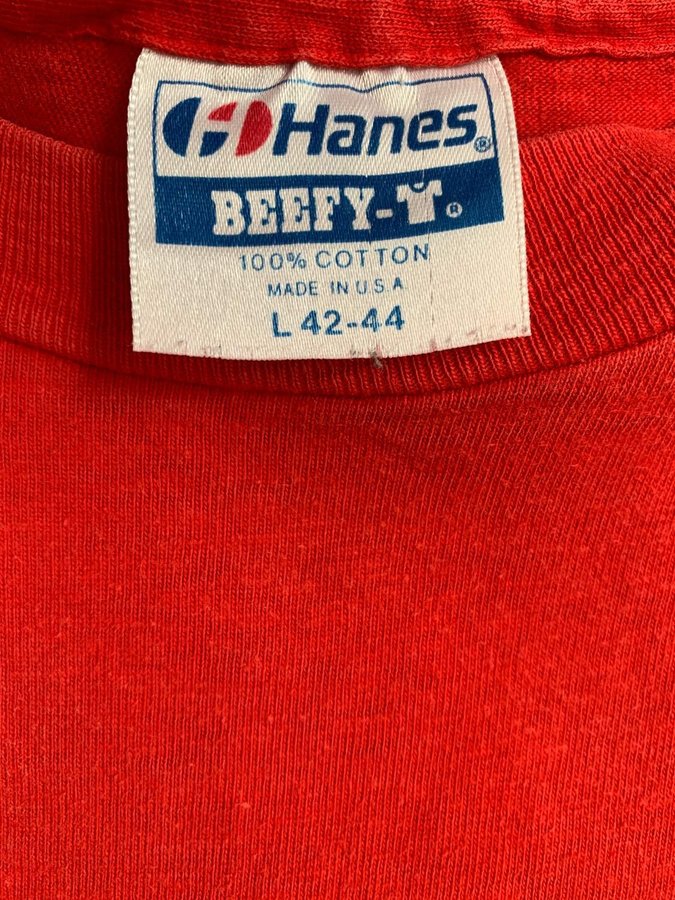 Hanes®
BEEFY-T®
100% COTTON
MADE IN U.S.A.
L 42-44